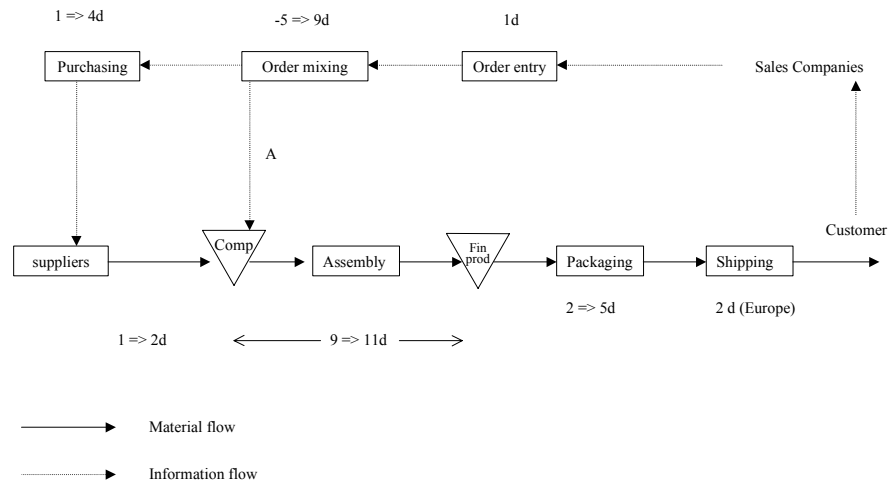 1 => 4d
-5 => 9d
1d
Purchasing
Order mixing
Order entry
Sales Companies
A
Customer
suppliers
Comp
Assembly
Fin
prod
Packaging
Shipping
2 => 5d
2 d (Europe)
1 => 2d
9 => 11d
Material flow
Information flow